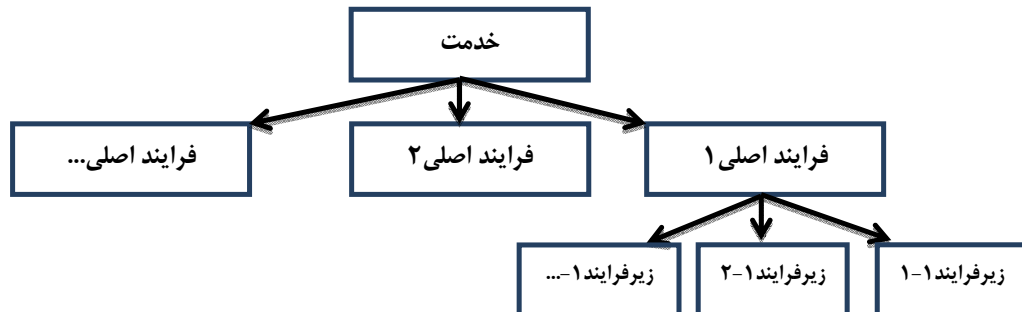 خدمت
فرایند اصلی۱
فرایند اصلی۲
فرایند اصلی...
زیرفرایند۱-۱
زیرفرایند۱-۲
زیرفرایند۱-...